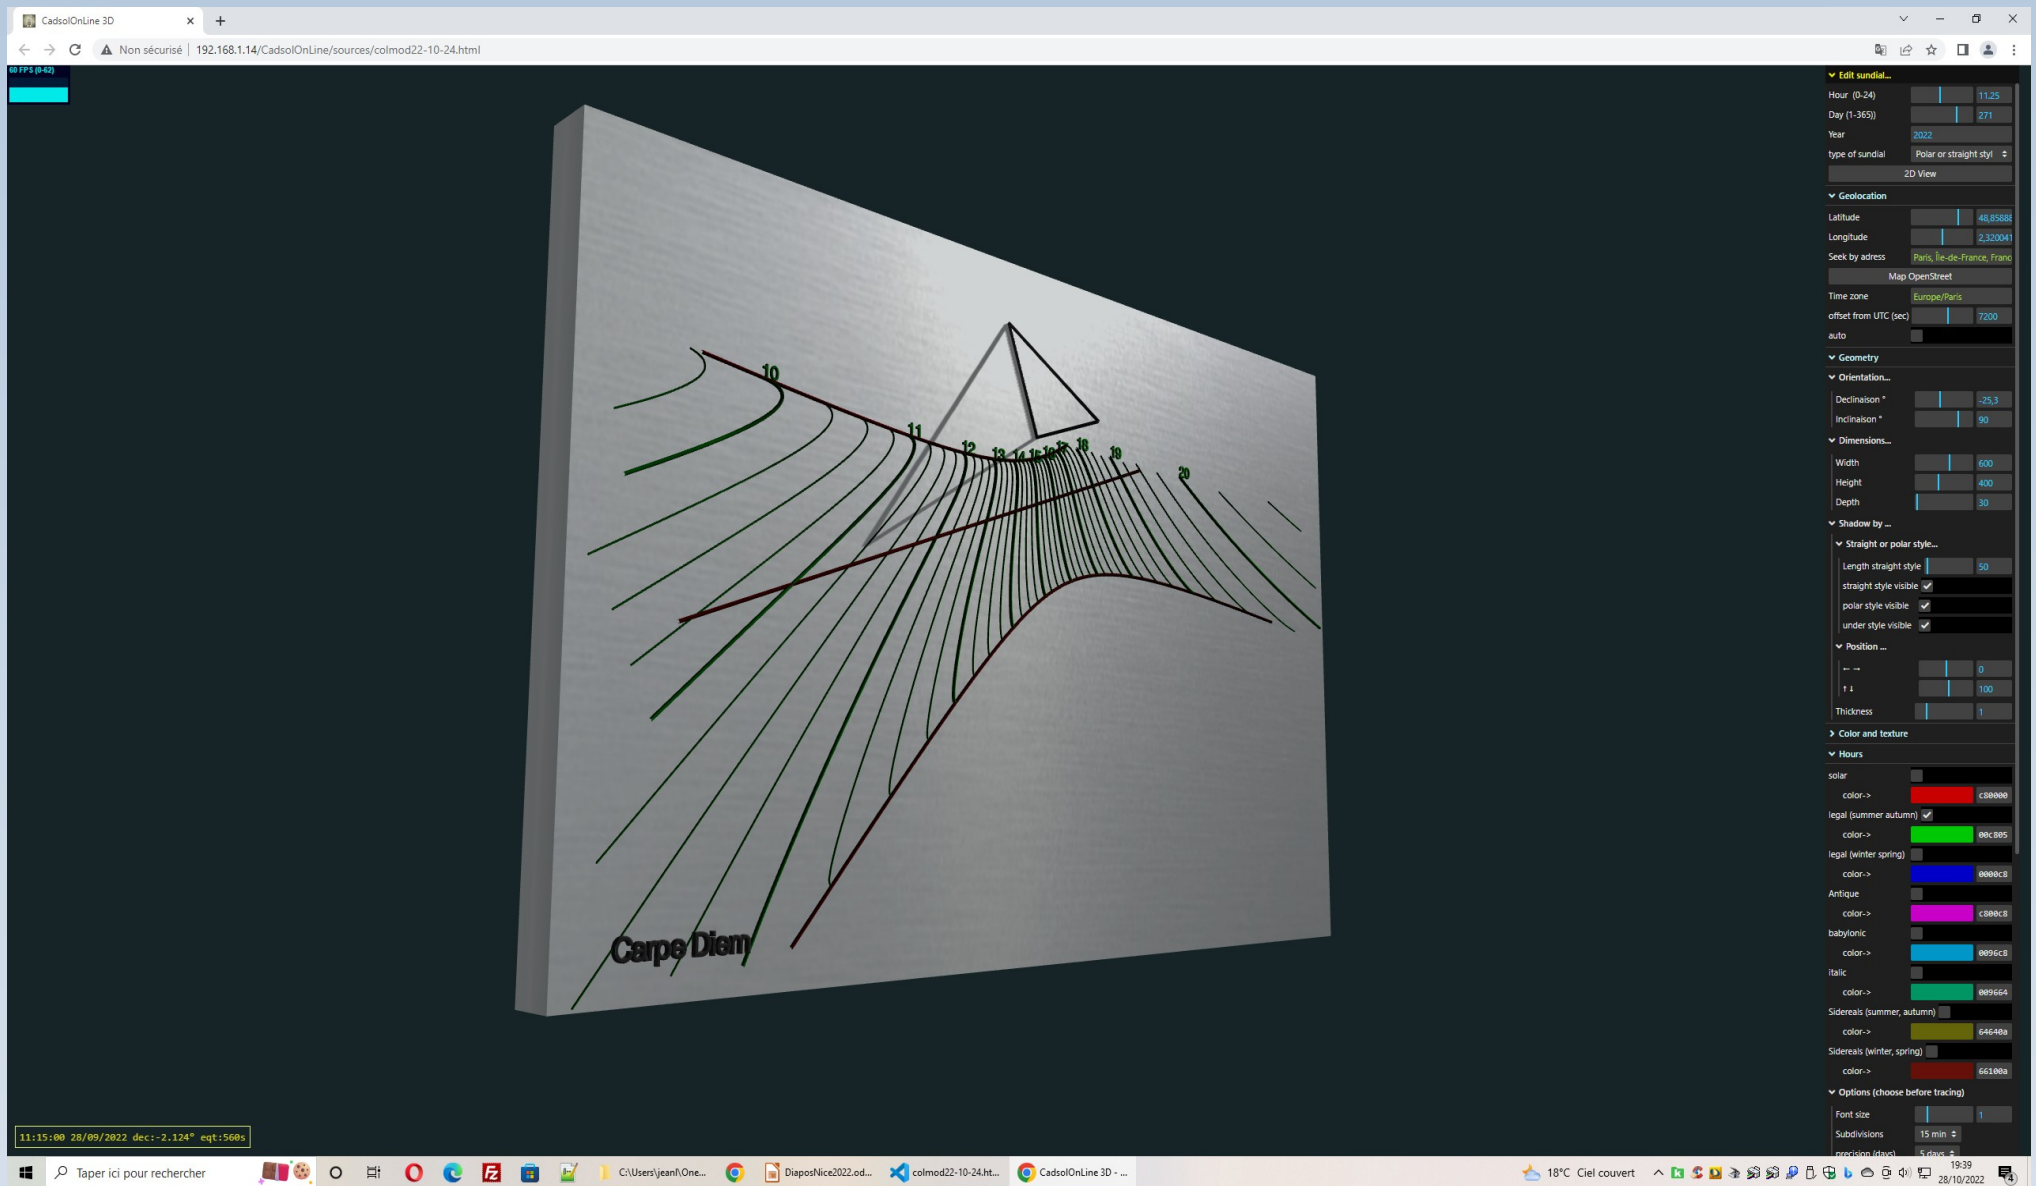 CadsolOnLine 3D
Non sécurisé 192.168.1.14/CadsolOnLine/sources/colmod22-10-24.html
60 FPS (0-62)
Edit sundial...
Hour (0-24) 11.25
Day (1-365)) 271
Year 2022
type of sundial Polar or straight styl
2D View
Geolocation
Latitude 48,85888
Longitude 2,320041
Seek by adress Paris, Île-de-France, Franc
Map OpenStreet
Time zone Europe/Paris
offset from UTC (sec) 7200
auto
Geometry
Orientation...
Declinaison ° -25,3
Inclinaison ° 90
Dimensions...
Width 600
Height 400
Depth 30
Shadow by ...
Straight or polar style...
Length straight style 50
straight style visible
polar style visible
under style visible
Position ...
←→ 0
↑↓ 100
Thickness 1
Color and texture
Hours
solar
color-> c80000
legal (summer autumn)
color-> 00c805
legal (winter spring)
color-> 0000c8
Antique
color-> c800c8
babylonic
color-> 0096c8
italic
color-> 009664
Sidereals (summer, autumn)
color-> 64640a
Sidereals (winter, spring)
color-> 66100a
Options (choose before tracing)
Font size 1
Subdivisions 15 min
precision (days) 5 days
10
11
12
13
14
15
16
17
18
19
20
Carpe Diem
11:15:00 28/09/2022 dec:-2.124° eqt:560s
Taper ici pour rechercher
C:\Users\jeanl\One...
DiaposNice2022.od...
colmod22-10-24.ht...
CadsolOnLine 3D - ...
18°C Ciel couvert
19:39
28/10/2022